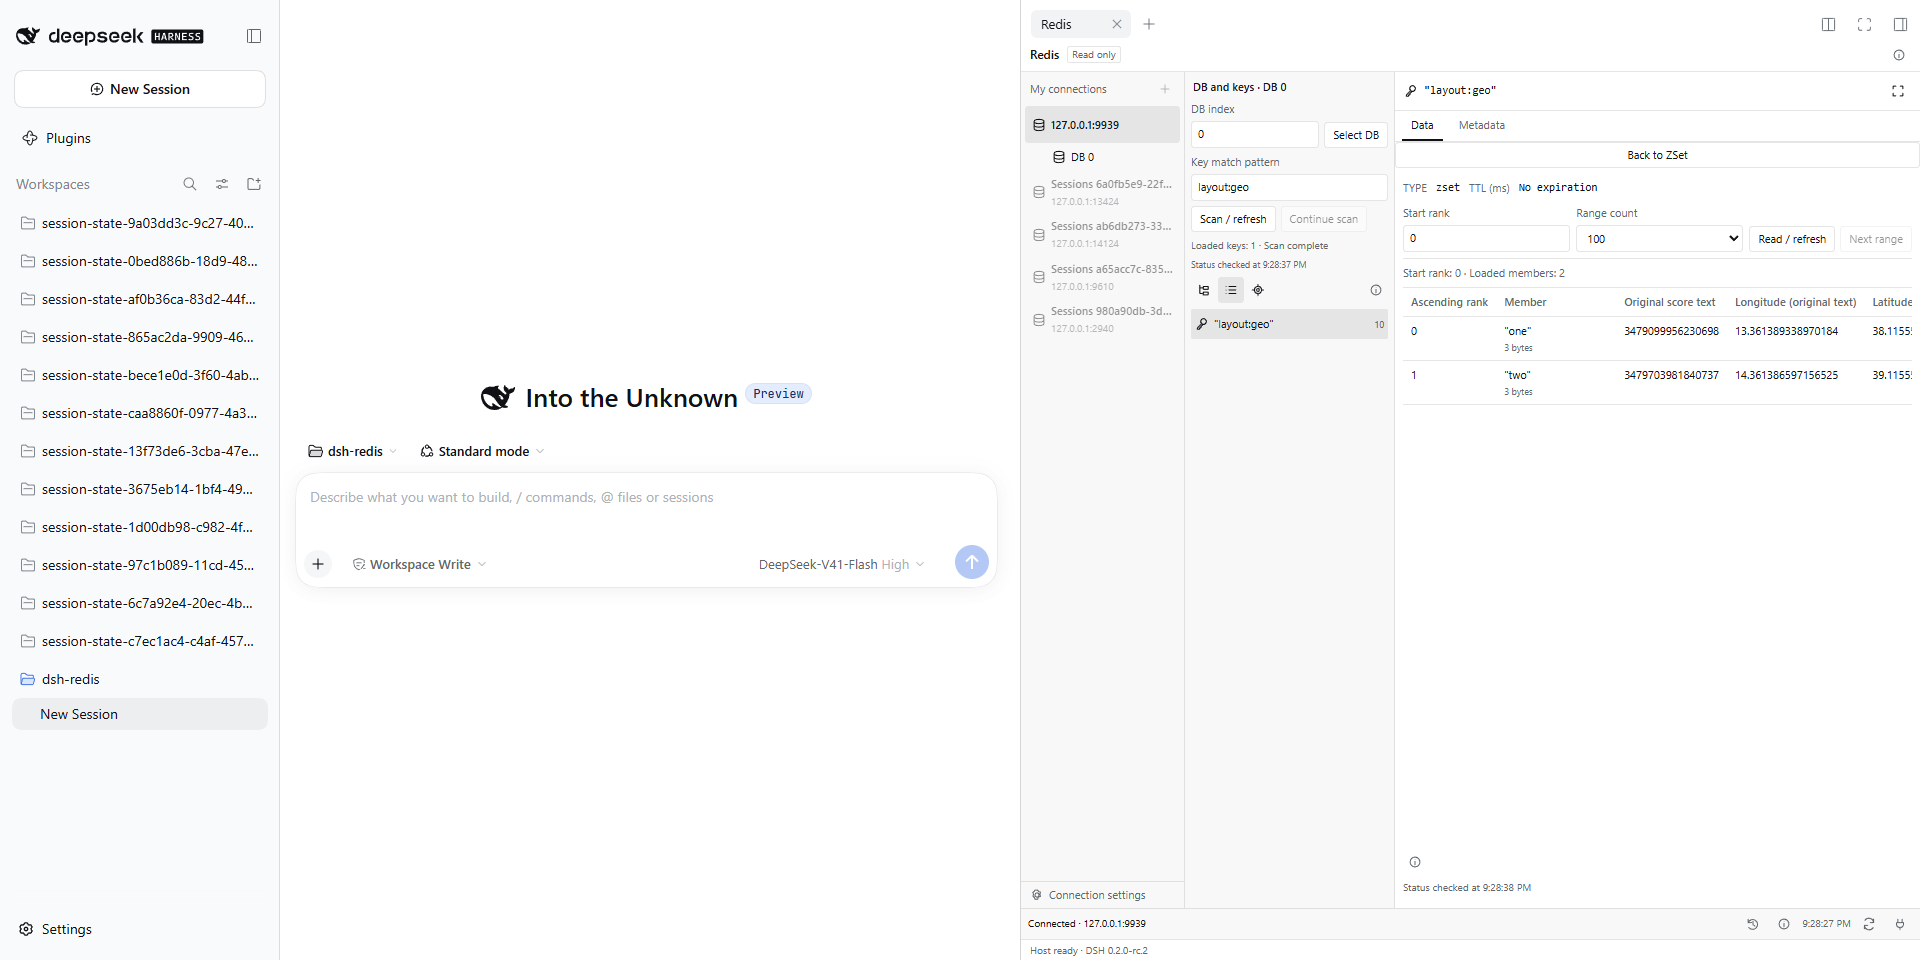 deepseek HARNESS
New Session
Plugins
Workspaces
session-state-9a03dd3c-9c27-40...
session-state-0bed886b-18d9-48...
session-state-af0b36ca-83d2-44f...
session-state-865ac2da-9909-46...
session-state-bece1e0d-3f60-4ab...
session-state-caa8860f-0977-4a3...
session-state-13f73de6-3cba-47e...
session-state-3675eb14-1bf4-49...
session-state-1d00db98-c982-4f...
session-state-97c1b089-11cd-45...
session-state-6c7a92e4-20ec-4b...
session-state-c7ec1ac4-c4af-457...
dsh-redis
New Session
Settings
Into the Unknown Preview
dsh-redis Standard mode
Describe what you want to build, / commands, @ files or sessions
Workspace Write DeepSeek-V41-Flash High
Redis
Redis Read only
My connections
127.0.0.1:9939
DB 0
Sessions 6a0fb5e9-22f...
127.0.0.1:13424
Sessions ab6db273-33...
127.0.0.1:14124
Sessions a65acc7c-835...
127.0.0.1:9610
Sessions 980a90db-3d...
127.0.0.1:2940
Connection settings
DB and keys · DB 0
DB index
0 Select DB
Key match pattern
layout:geo
Scan / refresh Continue scan
Loaded keys: 1 · Scan complete
Status checked at 9:28:37 PM
"layout:geo" 10
"layout:geo"
Data Metadata
Back to ZSet
TYPE zset TTL (ms) No expiration
Start rank Range count
0 100 Read / refresh Next range
Start rank: 0 · Loaded members: 2
Ascending rank Member Original score text Longitude (original text) Latitude
0 "one" 3479099956230698 13.361389338970184 38.1155
3 bytes
1 "two" 3479703981840737 14.361386597156525 39.1155
3 bytes
Status checked at 9:28:38 PM
Connected · 127.0.0.1:9939 9:28:27 PM
Host ready · DSH 0.2.0-rc.2